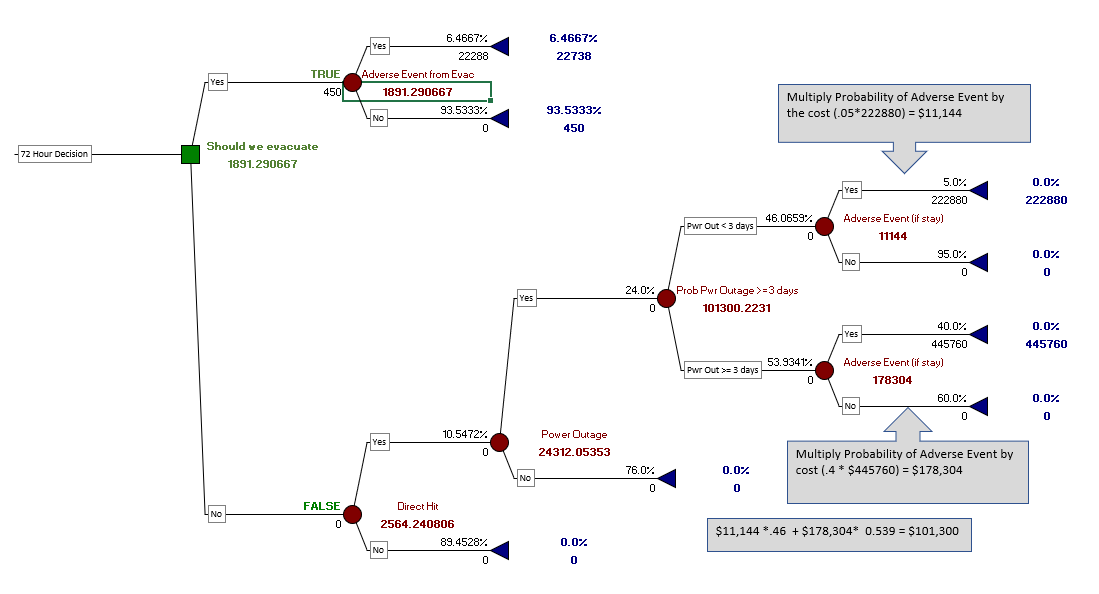 6.4667%
6.4667%
Yes
22288
22738
TRUE
Adverse Event from Evac
Yes
450
1891.290667
93.5333%
93.5333%
No
0
450
Multiply Probability of Adverse Event by
the cost (.05*222880) = $11,144
72 Hour Decision
Should we evacuate
1891.290667
5.0%
0.0%
Yes
222880
222880
46.0659%
Adverse Event (if stay)
Pwr Out < 3 days
0
11144
95.0%
0.0%
No
0
0
24.0%
Prob Pwr Outage >=3 days
Yes
0
101300.2231
40.0%
0.0%
Yes
445760
445760
53.9341%
Adverse Event (if stay)
Pwr Out >= 3 days
0
178304
60.0%
0.0%
No
0
0
10.5472%
Power Outage
Yes
0
24312.05353
Multiply Probability of Adverse Event by
cost (.4 * $445760) = $178,304
76.0%
0.0%
No
0
0
FALSE
Direct Hit
No
0
2564.240806
$11,144 *.46 + $178,304* 0.539 = $101,300
89.4528%
0.0%
No
0
0